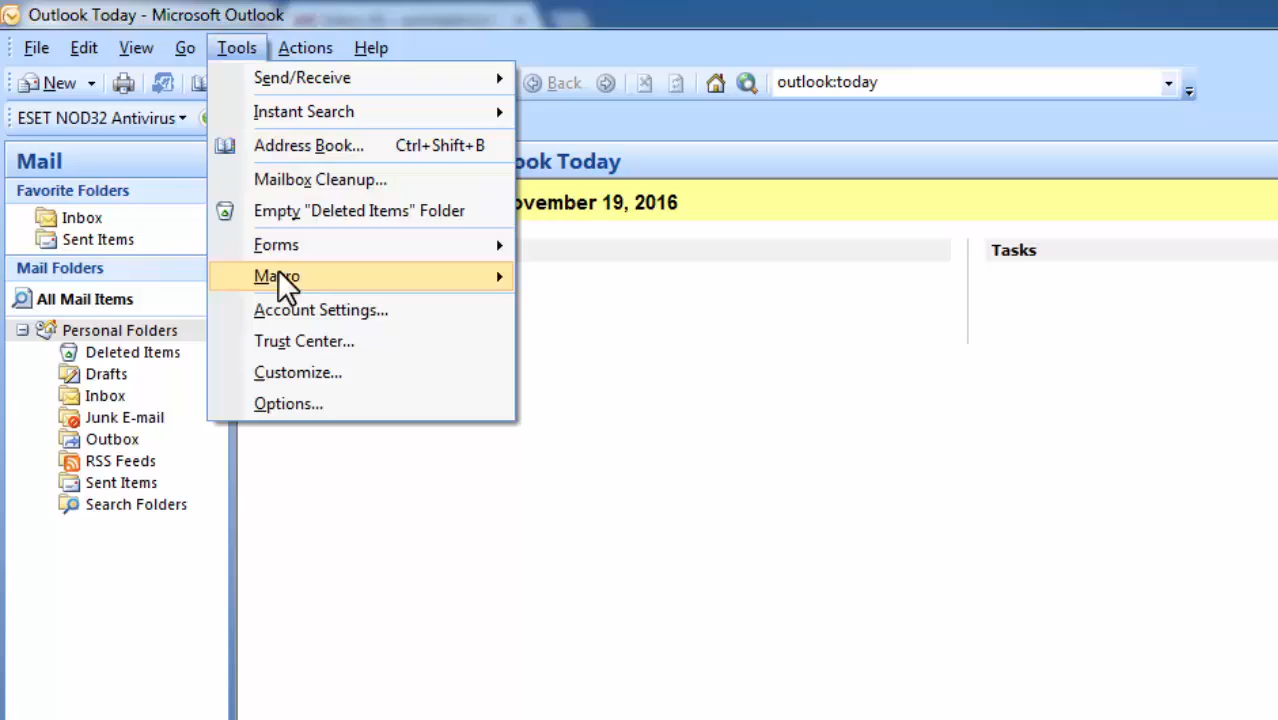 Outlook Today - Microsoft Outlook
File Edit View Go Tools Actions Help
New Back outlook:today
ESET NOD32 Antivirus
Send/Receive
Instant Search
Address Book... Ctrl+Shift+B
Mailbox Cleanup...
Empty "Deleted Items" Folder
Forms
Macro
Account Settings...
Trust Center...
Customize...
Options...
Mail
Favorite Folders
Inbox
Sent Items
Mail Folders
All Mail Items
Personal Folders
Deleted Items
Drafts
Inbox
Junk E-mail
Outbox
RSS Feeds
Sent Items
Search Folders
ook Today
ovember 19, 2016
Tasks